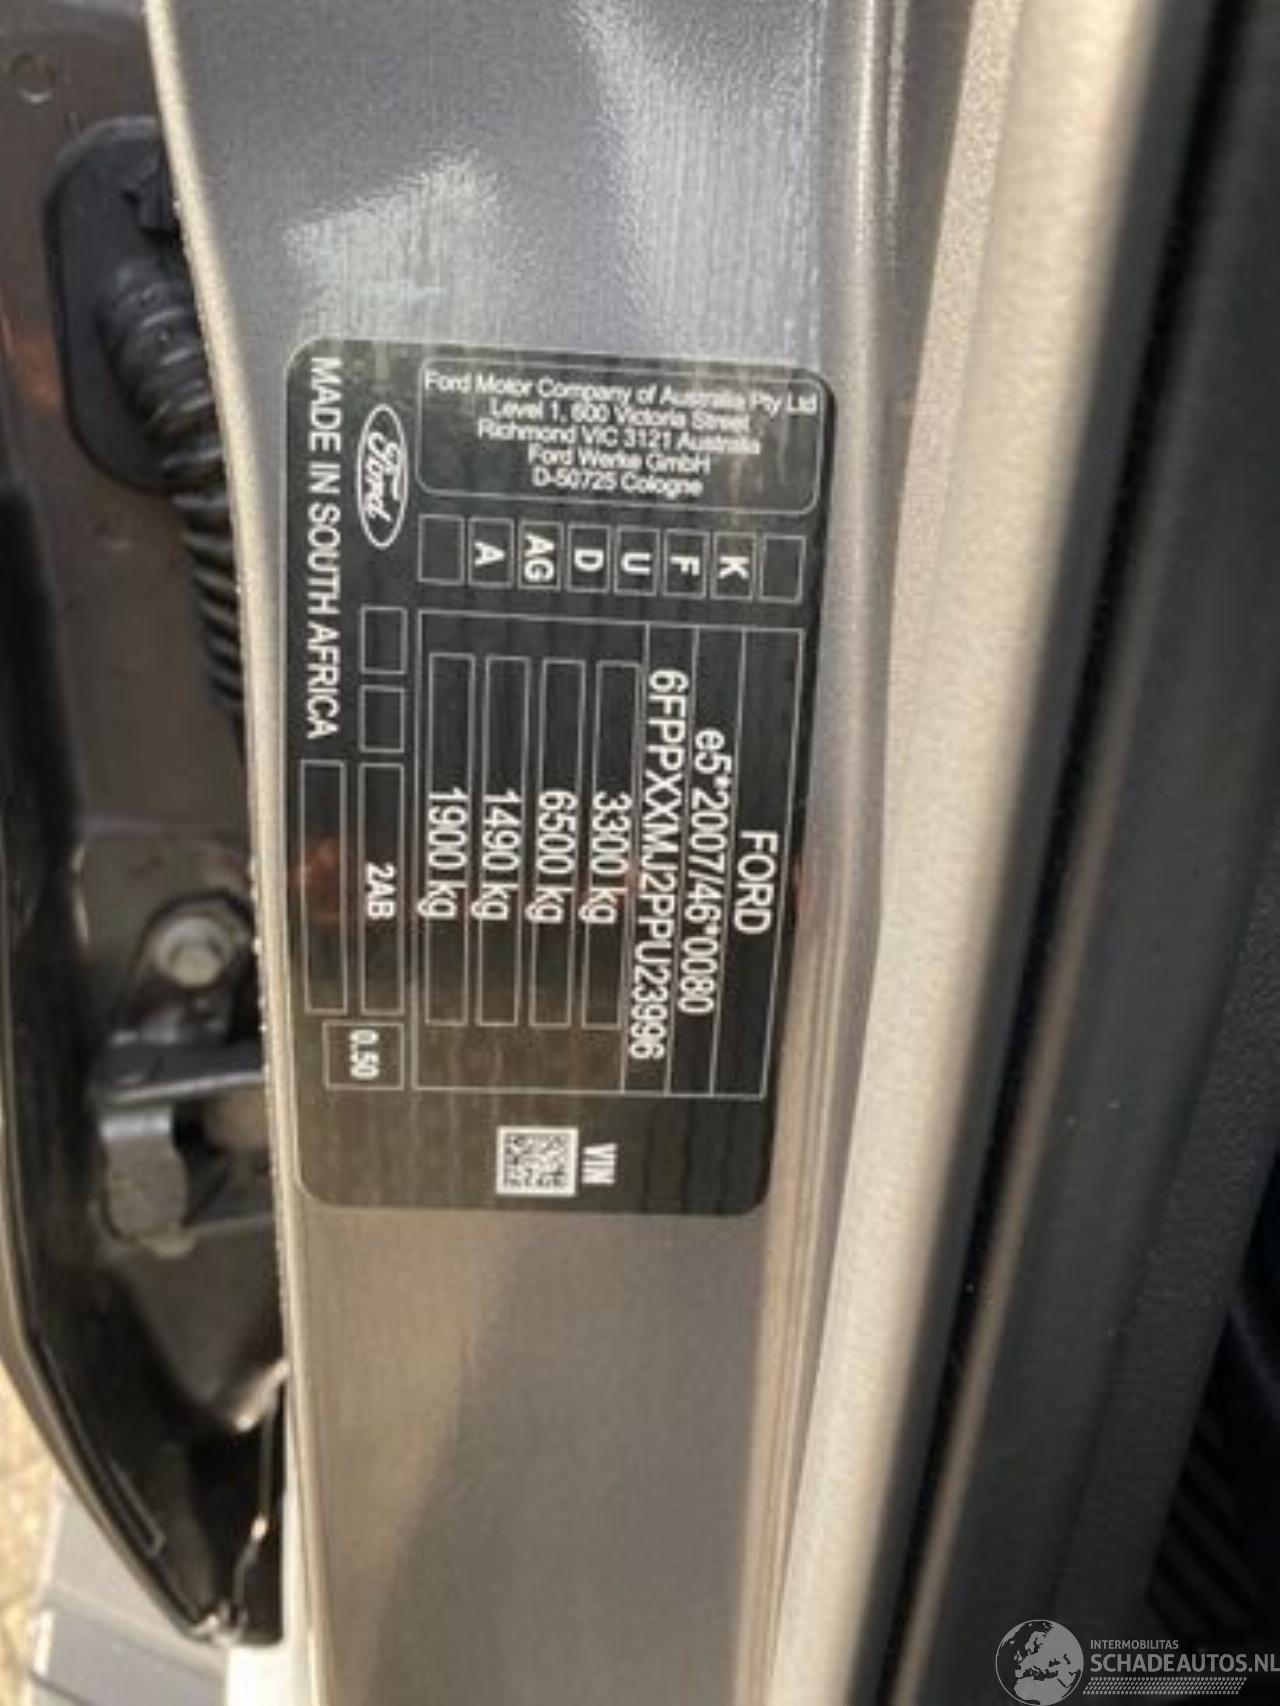 Ford Motor Company of Australia Pty Ltd
Level 1, 600 Victoria Street
Richmond VIC 3121 Australia
Ford Werke GmbH
D-50725 Cologne
K
F
U
D
AG
A
Ford
MADE IN SOUTH AFRICA
FORD
e5*2007/46*0080
6FPPXXMJ2PPU23996
3300 kg
6500 kg
1490 kg
1900 kg
2AB
0.50
VIN
INTERMOBILITAS
SCHADEAUTOS.NL